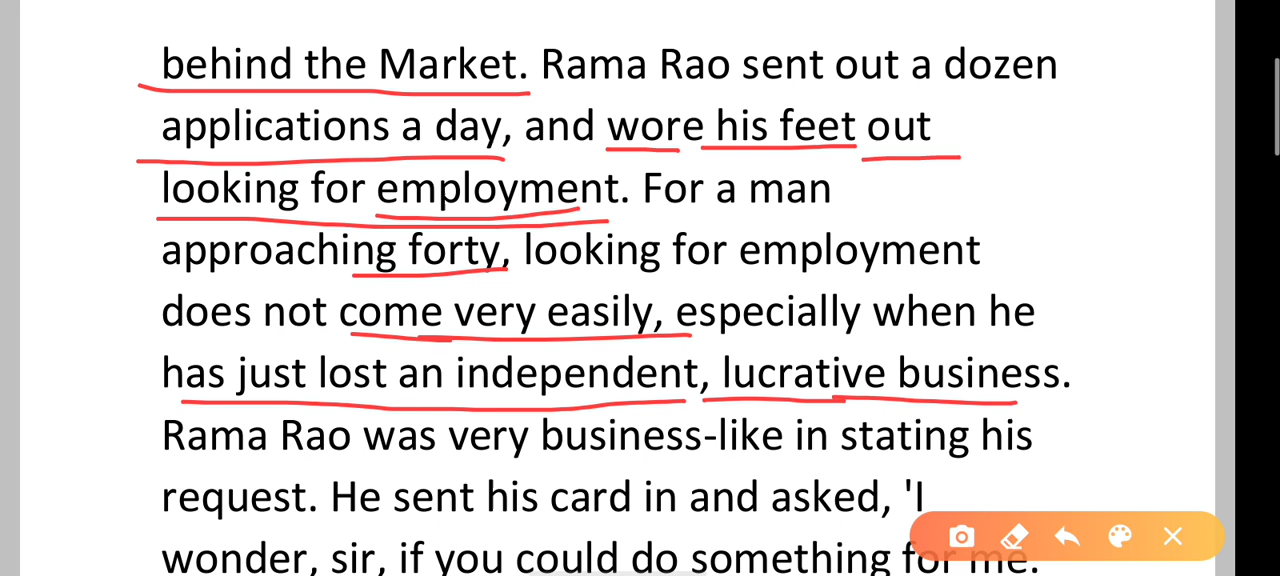 behind the Market. Rama Rao sent out a dozen
applications a day, and wore his feet out
looking for employment. For a man
approaching forty, looking for employment
does not come very easily, especially when he
has just lost an independent, lucrative business.
Rama Rao was very business-like in stating his
request. He sent his card in and asked, 'I
wonder, sir, if you could do something for me.